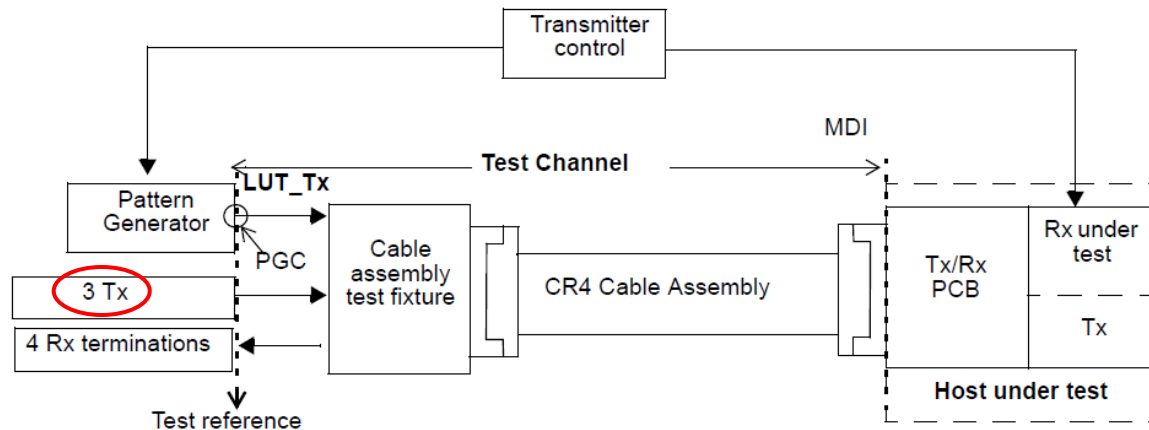 Transmitter
control
MDI
Test Channel
LUT_Tx
Pattern
Generator
PGC
Cable
assembly
test fixture
CR4 Cable Assembly
Tx/Rx
PCB
Rx under
test
Tx
3 Tx
4 Rx terminations
Host under test
Test reference